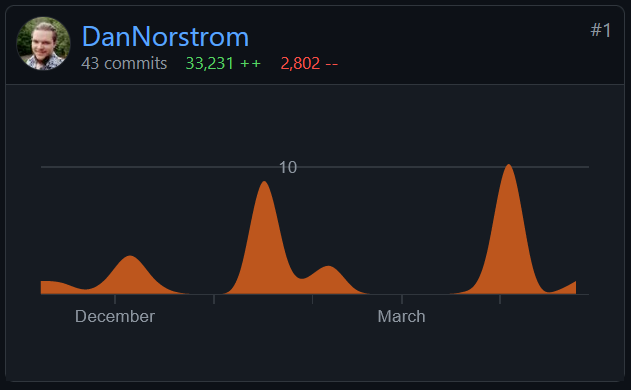 DanNorstrom
#1
43 commits 33,231 ++ 2,802 --
10
December March